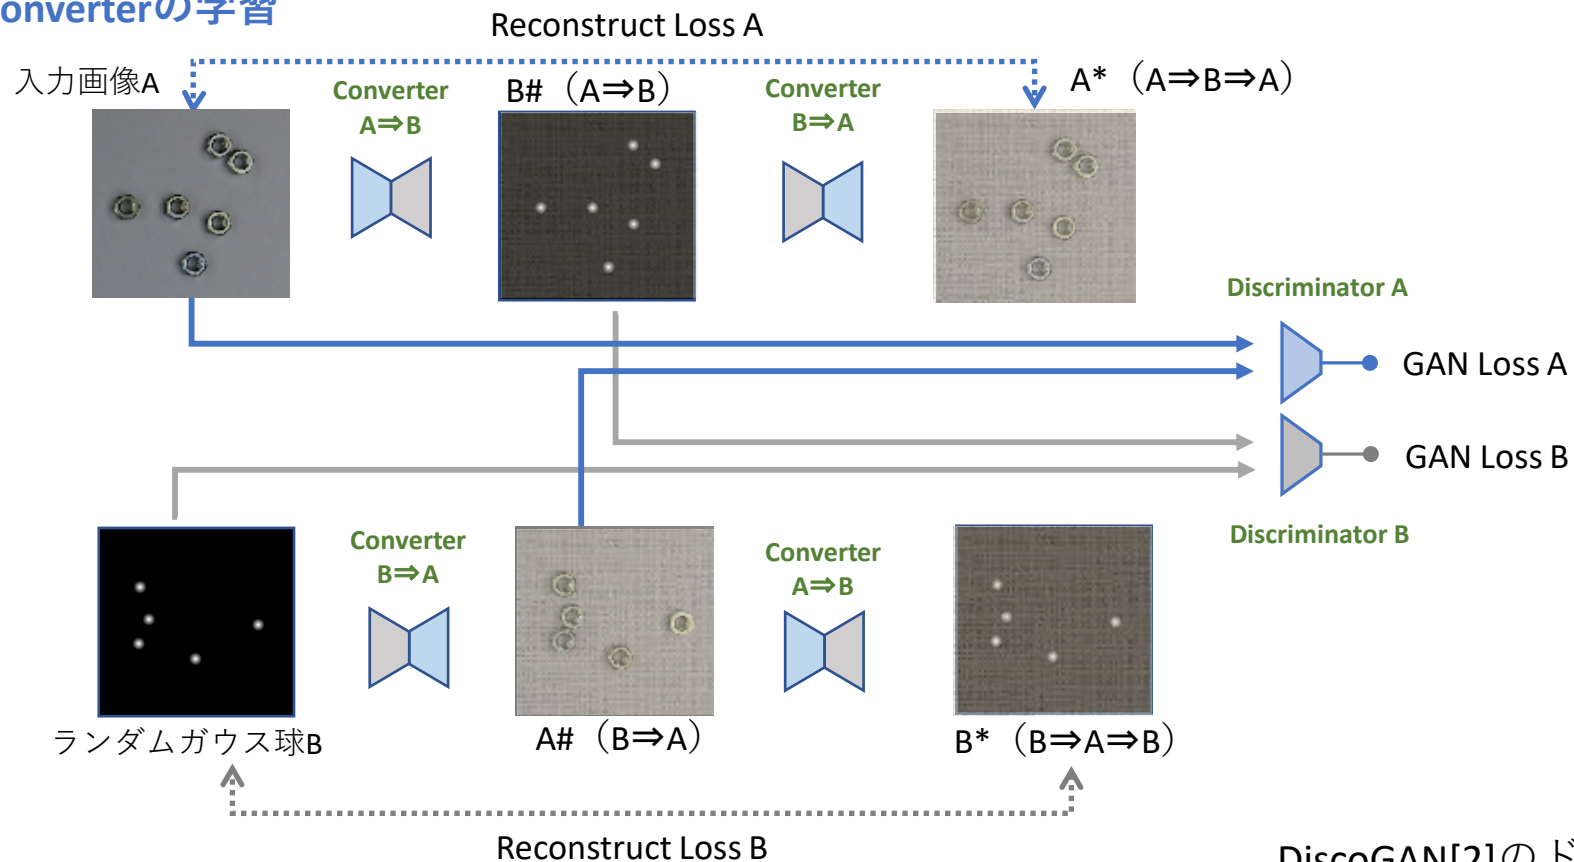 onverterの学習
Reconstruct Loss A
入力画像A
Converter
A⇒B
B#（A⇒B）
Converter
B⇒A
A*（A⇒B⇒A）
Discriminator A
GAN Loss A
GAN Loss B
Discriminator B
Converter
B⇒A
Converter
A⇒B
ランダムガウス球B
A#（B⇒A）
B*（B⇒A⇒B）
Reconstruct Loss B
DiscoGAN[2]のド